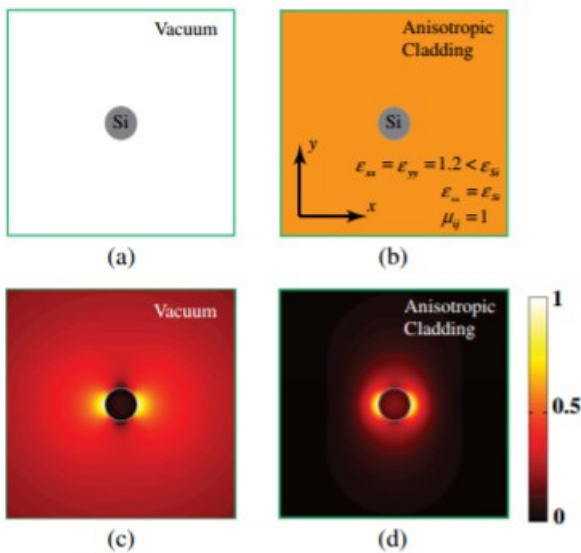 Vacuum
Si
(a)
Anisotropic
Cladding
Si
y
x
ε_xx = ε_yy = 1.2 < ε_Si
ε_zz = ε_Si
μ_ij = 1
(b)
Vacuum
(c)
Anisotropic
Cladding
(d)
1
0.5
0